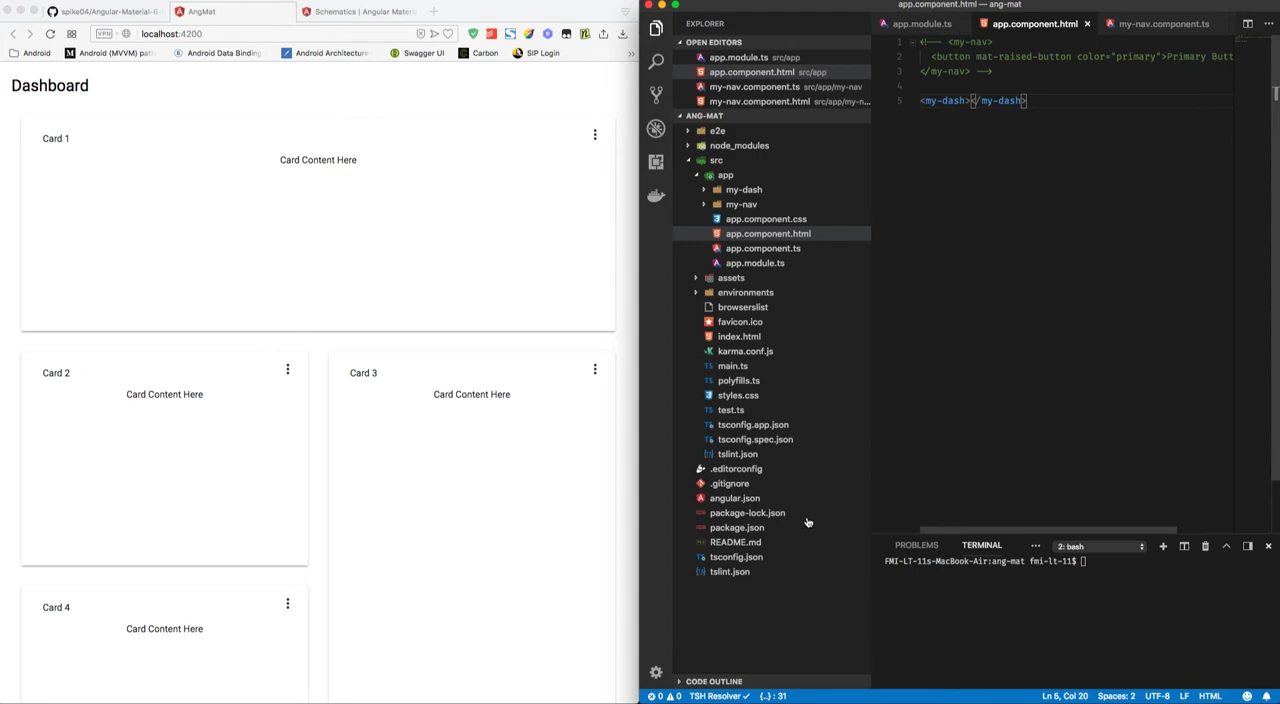 spike04/Angular-Material-6-
AngMat
Schematics | Angular Materia
VPN
localhost:4200
Android
Android (MVVM) patt
Android Data Binding
Android Architecture
Swagger UI
Carbon
SIP Login
»
Dashboard
Card 1
Card Content Here
Card 2
Card Content Here
Card 3
Card Content Here
Card 4
Card Content Here
app.component.html — ang-mat
EXPLORER
OPEN EDITORS
app.module.ts src/app
app.component.html src/app
my-nav.component.ts src/app/my-nav
my-nav.component.html src/app/my-n...
ANG-MAT
e2e
node_modules
src
app
my-dash
my-nav
app.component.css
app.component.html
app.component.ts
app.module.ts
assets
environments
browserslist
favicon.ico
index.html
karma.conf.js
main.ts
polyfills.ts
styles.css
test.ts
tsconfig.app.json
tsconfig.spec.json
tslint.json
.editorconfig
.gitignore
angular.json
package-lock.json
package.json
README.md
tsconfig.json
tslint.json
CODE OUTLINE
app.module.ts
app.component.html
my-nav.component.ts
1 <!-- <my-nav>
2 <button mat-raised-button color="primary">Primary Butt
3 </my-nav> -->
4
5 <my-dash></my-dash>
PROBLEMS
TERMINAL
2: bash
FMI-LT-11s-MacBook-Air:ang-mat fmi-lt-11$
0 0 TSH Resolver ✓ {..} : 31
Ln 5, Col 20 Spaces: 2 UTF-8 LF HTML